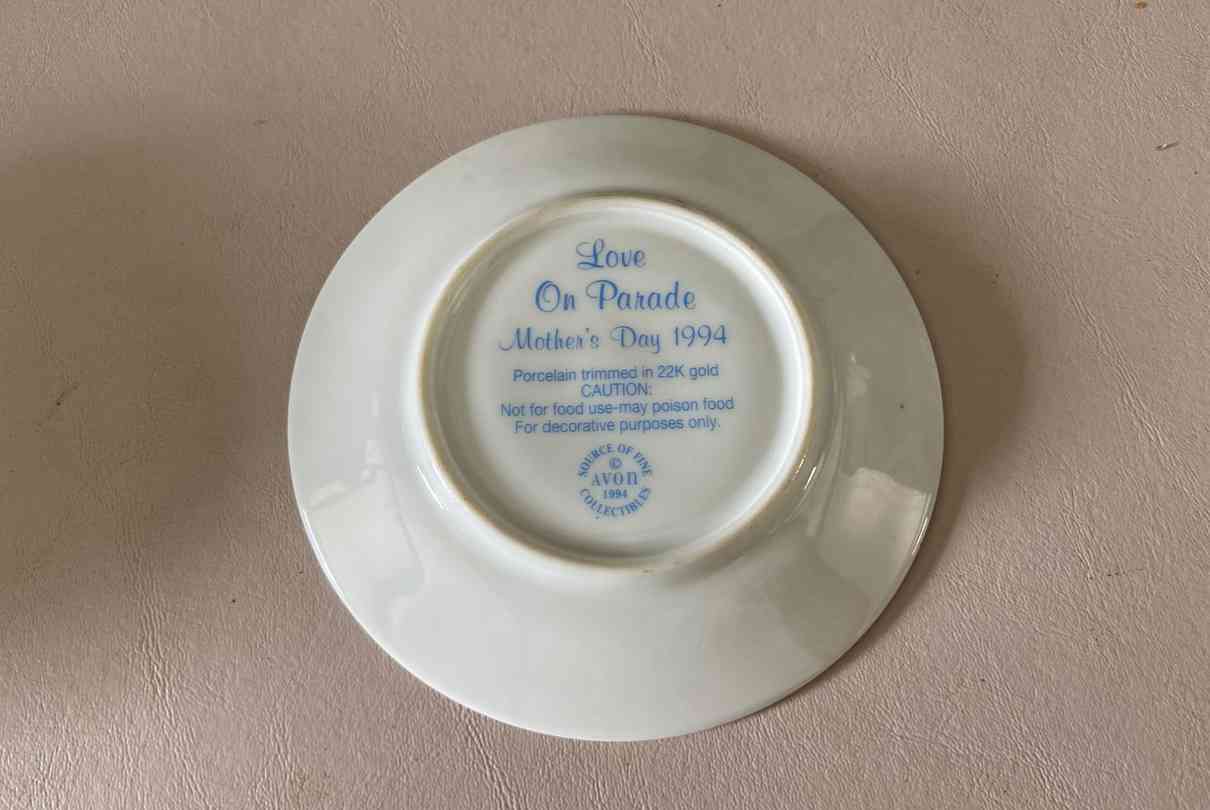 Love
On Parade
Mother's Day 1994
Porcelain trimmed in 22K gold
CAUTION:
Not for food use-may poison food
For decorative purposes only.
SOURCE OF FINE
©
AVON
1994
COLLECTIBLES